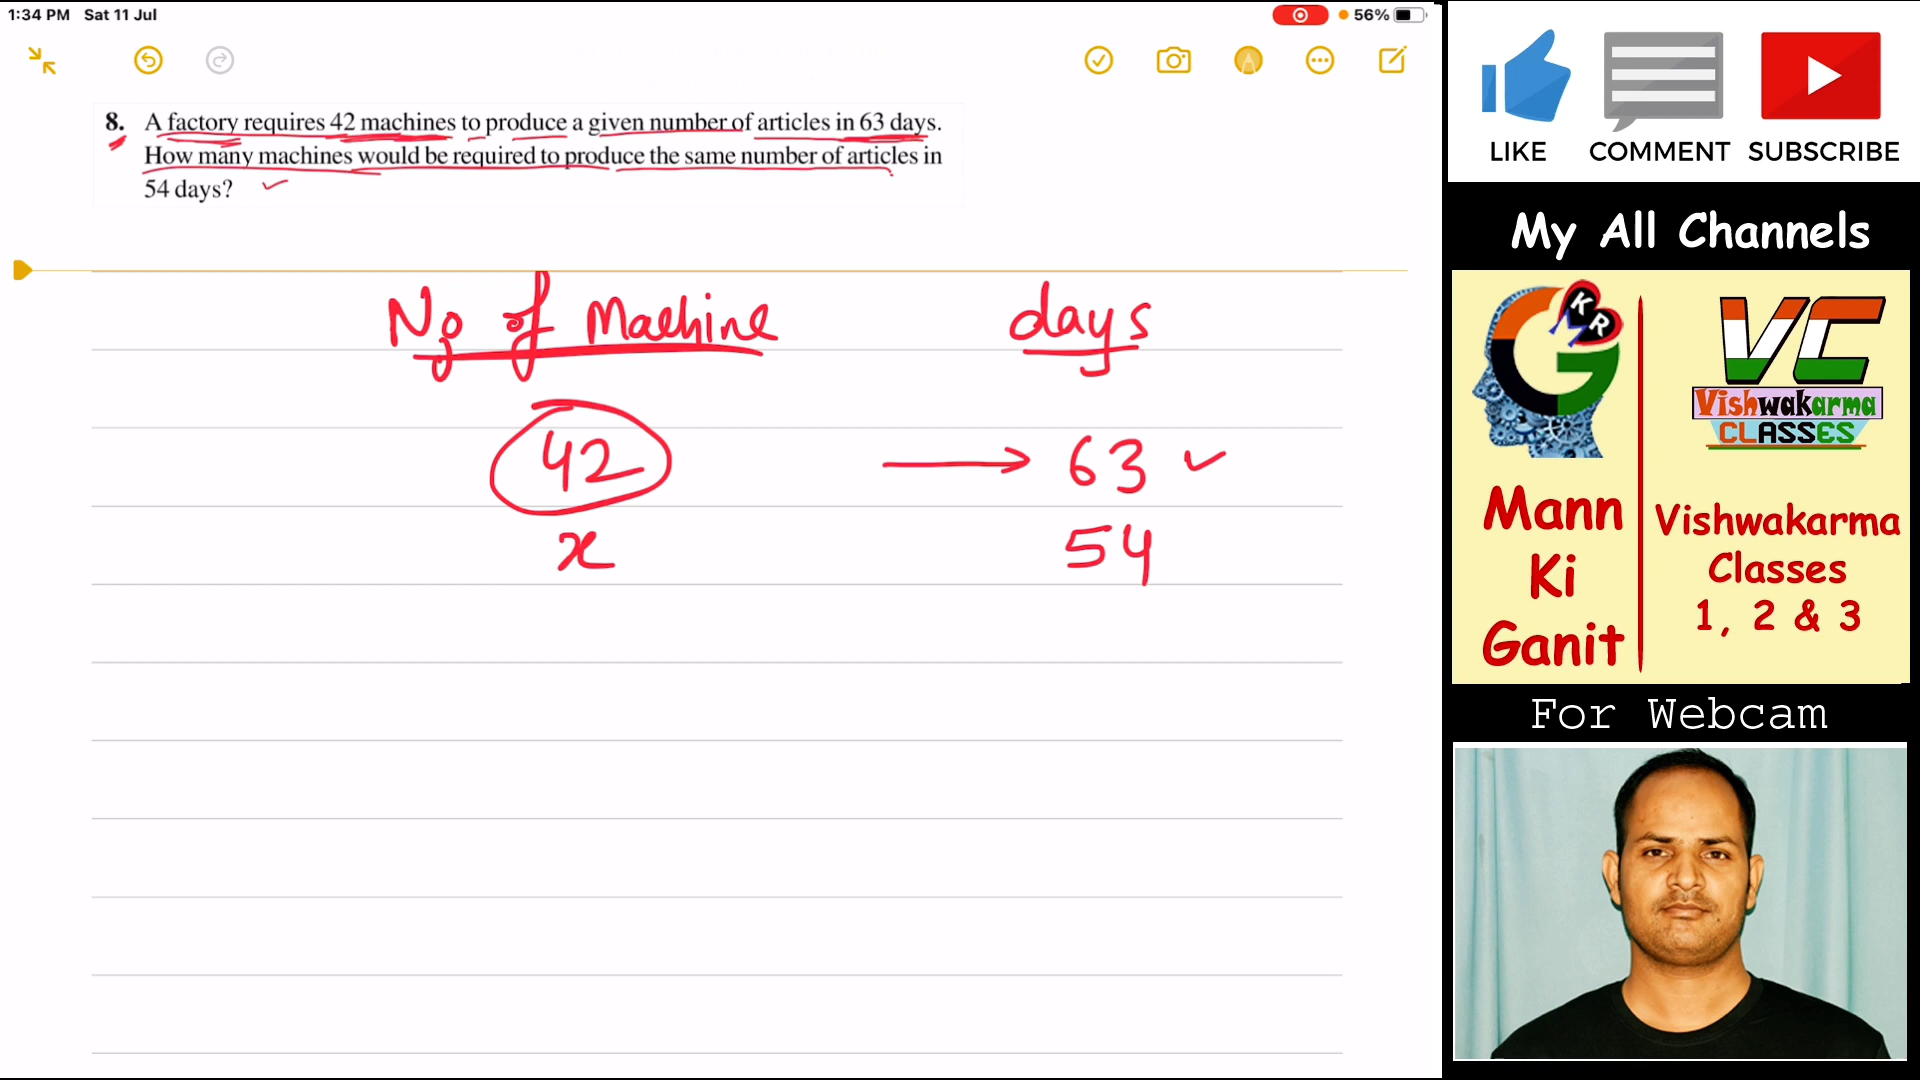 1:34 PM Sat 11 Jul
56%
8. A factory requires 42 machines to produce a given number of articles in 63 days.
How many machines would be required to produce the same number of articles in
54 days?
No of Machine days
42 → 63 ✓
x 54
LIKE COMMENT SUBSCRIBE
My All Channels
G KR
VC
Vishwakarma
CLASSES
Mann
Ki
Ganit
Vishwakarma
Classes
1, 2 & 3
For Webcam